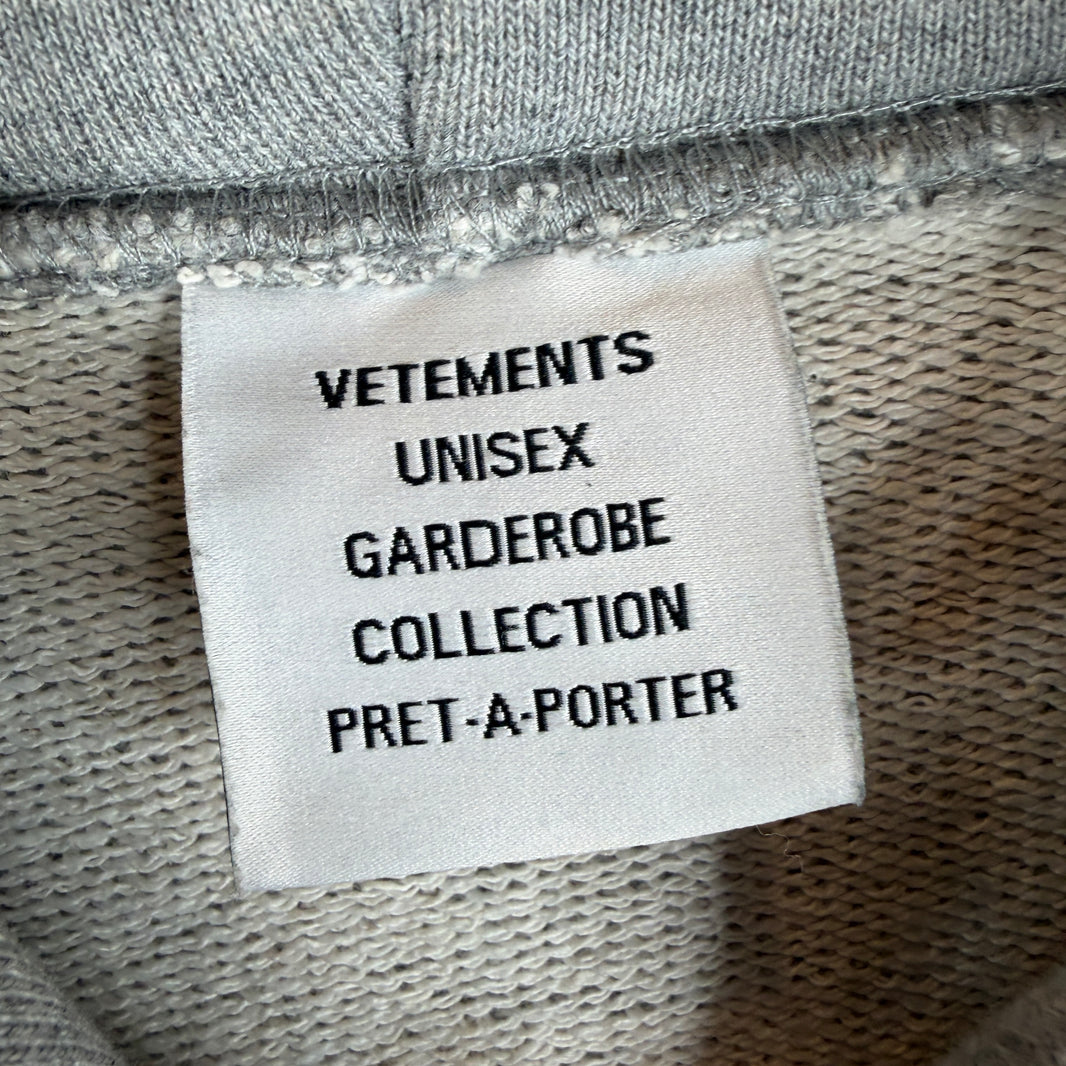 VETEMENTS
UNISEX
GARDEROBE
COLLECTION
PRET-A-PORTER